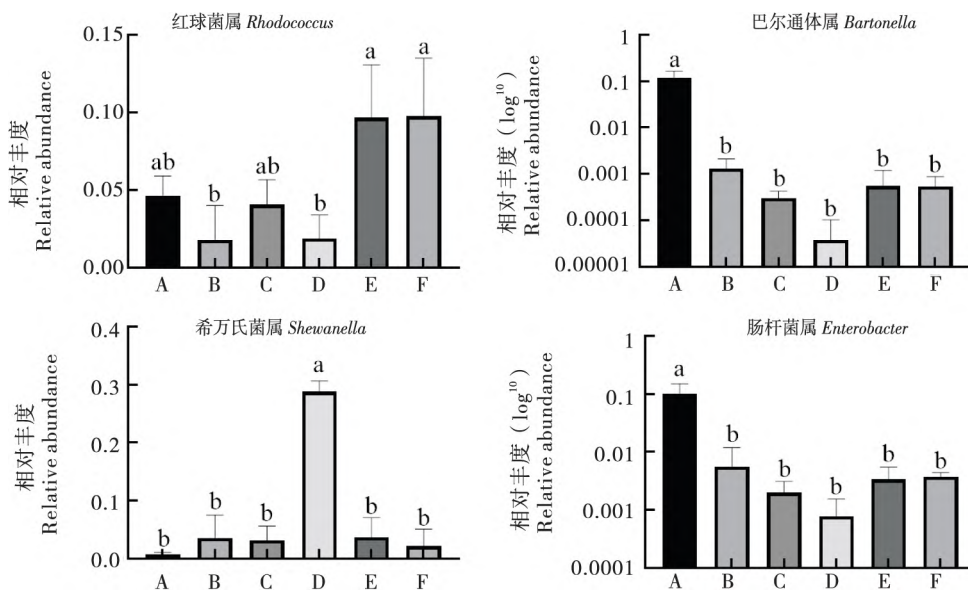 红球菌属 Rhodococcus
相对丰度
Relative abundance
0.15
0.10
0.05
0.00
ab
b
ab
b
a
a
A
B
C
D
E
F
巴尔通体属 Bartonella
相对丰度（log¹⁰）
Relative abundance
1
0.1
0.01
0.001
0.0001
0.00001
a
b
b
b
b
b
A
B
C
D
E
F
希万氏菌属 Shewanella
相对丰度
Relative abundance
0.4
0.3
0.2
0.1
0.0
b
b
b
a
b
b
A
B
C
D
E
F
肠杆菌属 Enterobacter
相对丰度（log¹⁰）
Relative abundance
1
0.1
0.01
0.001
0.0001
a
b
b
b
b
b
A
B
C
D
E
F